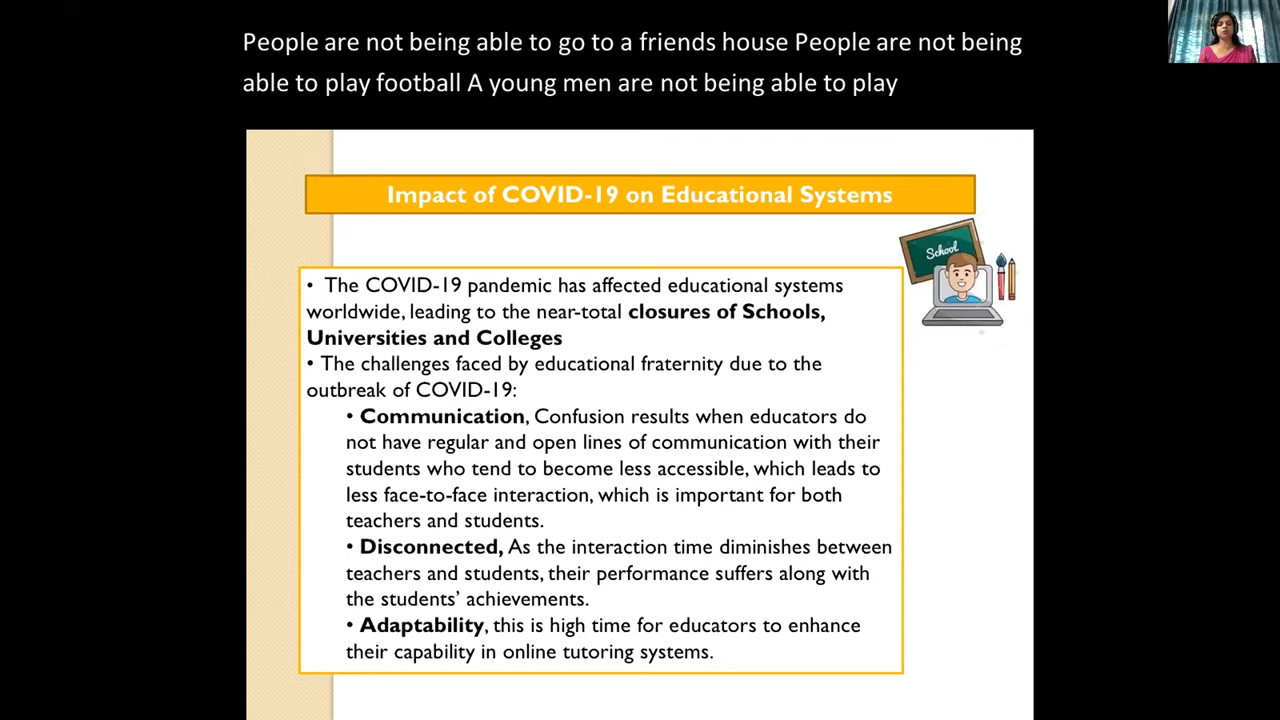 People are not being able to go to a friends house People are not being
able to play football A young men are not being able to play
Impact of COVID-19 on Educational Systems
School
• The COVID-19 pandemic has affected educational systems
worldwide, leading to the near-total closures of Schools,
Universities and Colleges
• The challenges faced by educational fraternity due to the
outbreak of COVID-19:
• Communication, Confusion results when educators do
not have regular and open lines of communication with their
students who tend to become less accessible, which leads to
less face-to-face interaction, which is important for both
teachers and students.
• Disconnected, As the interaction time diminishes between
teachers and students, their performance suffers along with
the students' achievements.
• Adaptability, this is high time for educators to enhance
their capability in online tutoring systems.